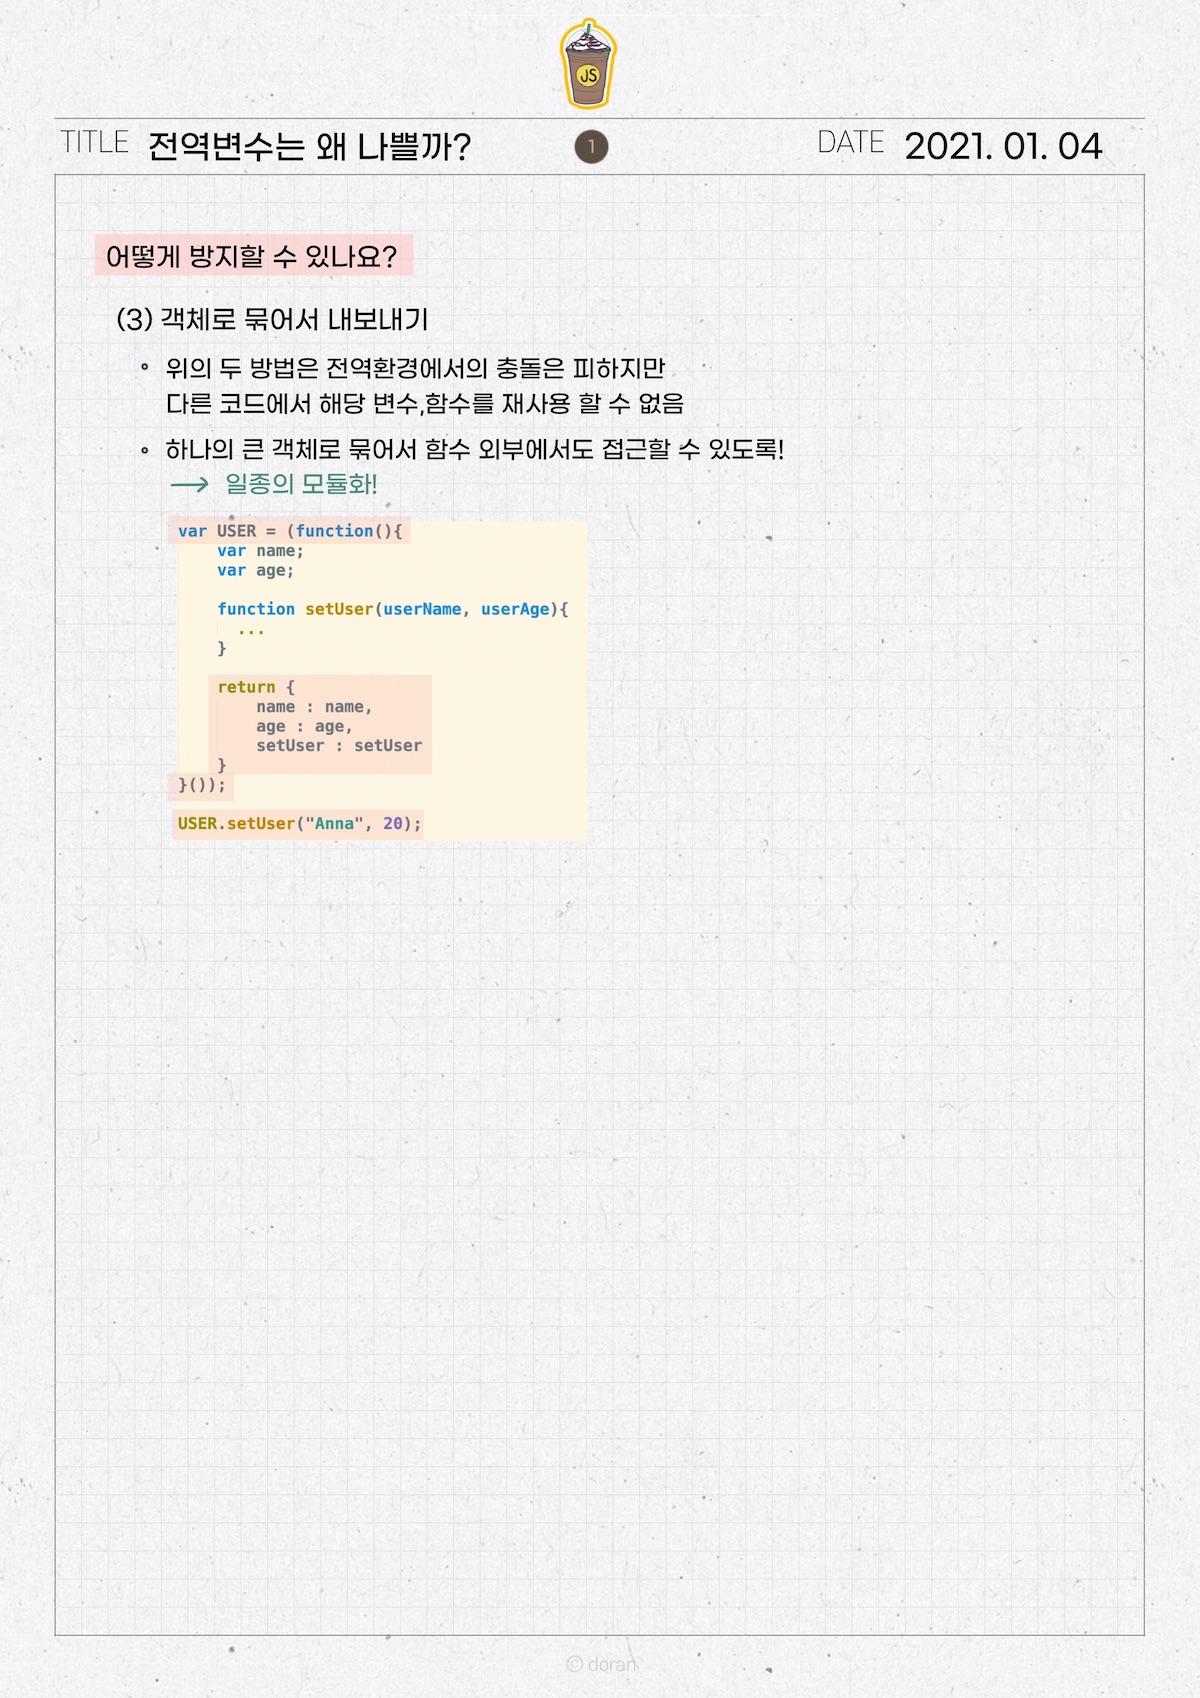 JS
TITLE 전역변수는 왜 나쁠까? 1 DATE 2021. 01. 04
어떻게 방지할 수 있나요?
(3) 객체로 묶어서 내보내기
위의 두 방법은 전역환경에서의 충돌은 피하지만
다른 코드에서 해당 변수,함수를 재사용 할 수 없음
하나의 큰 객체로 묶어서 함수 외부에서도 접근할 수 있도록!
→ 일종의 모듈화!
var USER = (function(){
    var name;
    var age;
    function setUser(userName, userAge){
      ...
    }
    return {
        name : name,
        age : age,
        setUser : setUser
    }
}());
USER.setUser("Anna", 20);
© doran